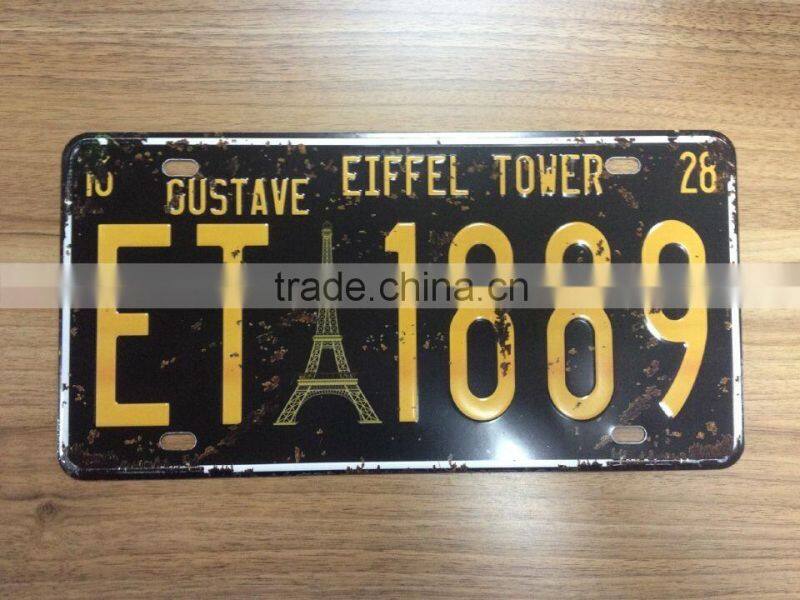 10 GUSTAVE EIFFEL TOWER 28
ET 1889
trade.china.cn